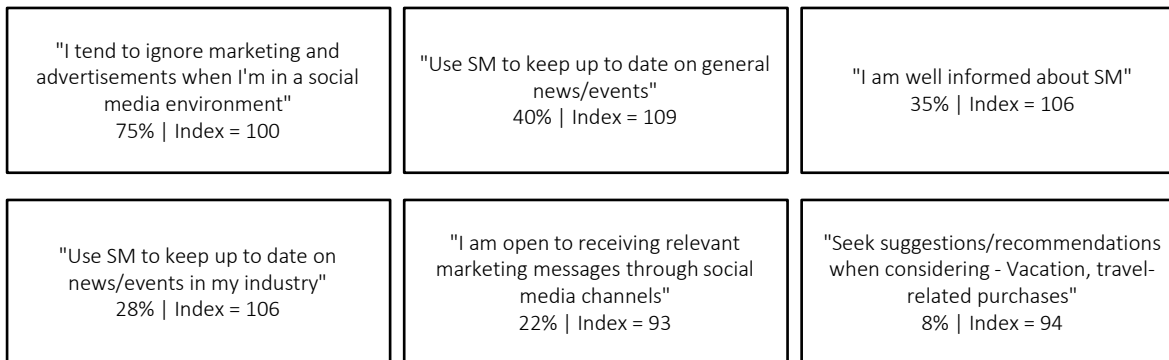 "I tend to ignore marketing and
advertisements when I'm in a social
media environment"
75% | Index = 100
"Use SM to keep up to date on general
news/events"
40% | Index = 109
"I am well informed about SM"
35% | Index = 106
"Use SM to keep up to date on
news/events in my industry"
28% | Index = 106
"I am open to receiving relevant
marketing messages through social
media channels"
22% | Index = 93
"Seek suggestions/recommendations
when considering - Vacation, travel-
related purchases"
8% | Index = 94